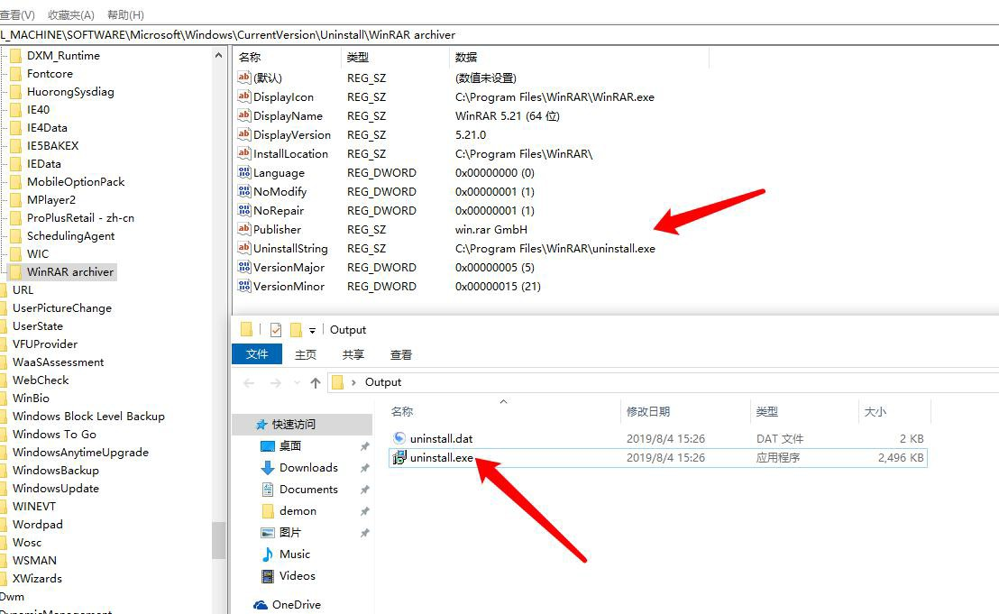 查看(V) 收藏夹(A) 帮助(H)
L_MACHINE\SOFTWARE\Microsoft\Windows\CurrentVersion\Uninstall\WinRAR archiver
DXM_Runtime
Fontcore
HuorongSysdiag
IE40
IE4Data
IE5BAKEX
IEData
MobileOptionPack
MPlayer2
ProPlusRetail - zh-cn
SchedulingAgent
WIC
WinRAR archiver
URL
UserPictureChange
UserState
VFUProvider
WaaSAssessment
WebCheck
WinBio
Windows Block Level Backup
Windows To Go
WindowsAnytimeUpgrade
WindowsBackup
WindowsUpdate
WINEVT
Wordpad
Wosc
WSMAN
XWizards
Dwm
DynamicManagement
名称 类型 数据
(默认) REG_SZ (数值未设置)
DisplayIcon REG_SZ C:\Program Files\WinRAR\WinRAR.exe
DisplayName REG_SZ WinRAR 5.21 (64 位)
DisplayVersion REG_SZ 5.21.0
InstallLocation REG_SZ C:\Program Files\WinRAR\
Language REG_DWORD 0x00000000 (0)
NoModify REG_DWORD 0x00000001 (1)
NoRepair REG_DWORD 0x00000001 (1)
Publisher REG_SZ win.rar GmbH
UninstallString REG_SZ C:\Program Files\WinRAR\uninstall.exe
VersionMajor REG_DWORD 0x00000005 (5)
VersionMinor REG_DWORD 0x00000015 (21)
Output
文件 主页 共享 查看
Output
快速访问
桌面
Downloads
Documents
demon
图片
Music
Videos
OneDrive
名称 修改日期 类型 大小
uninstall.dat 2019/8/4 15:26 DAT 文件 2 KB
uninstall.exe 2019/8/4 15:26 应用程序 2,496 KB